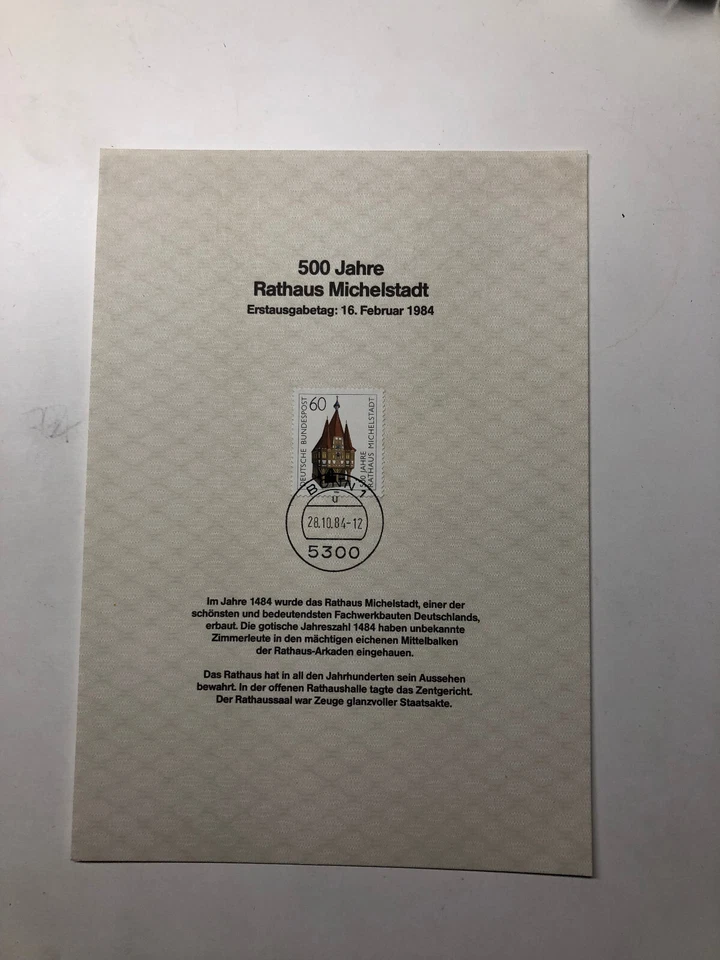 500 Jahre
Rathaus Michelstadt
Erstausgabetag: 16. Februar 1984
60
DEUTSCHE BUNDESPOST
500 JAHRE
RATHAUS MICHELSTADT
BONN 1
ü
28.10.84-12
5300
Im Jahre 1484 wurde das Rathaus Michelstadt, einer der
schönsten und bedeutendsten Fachwerkbauten Deutschlands,
erbaut. Die gotische Jahreszahl 1484 haben unbekannte
Zimmerleute in den mächtigen eichenen Mittelbalken
der Rathaus-Arkaden eingehauen.
Das Rathaus hat in all den Jahrhunderten sein Aussehen
bewahrt. In der offenen Rathaushalle tagte das Zentgericht.
Der Rathaussaal war Zeuge glanzvoller Staatsakte.